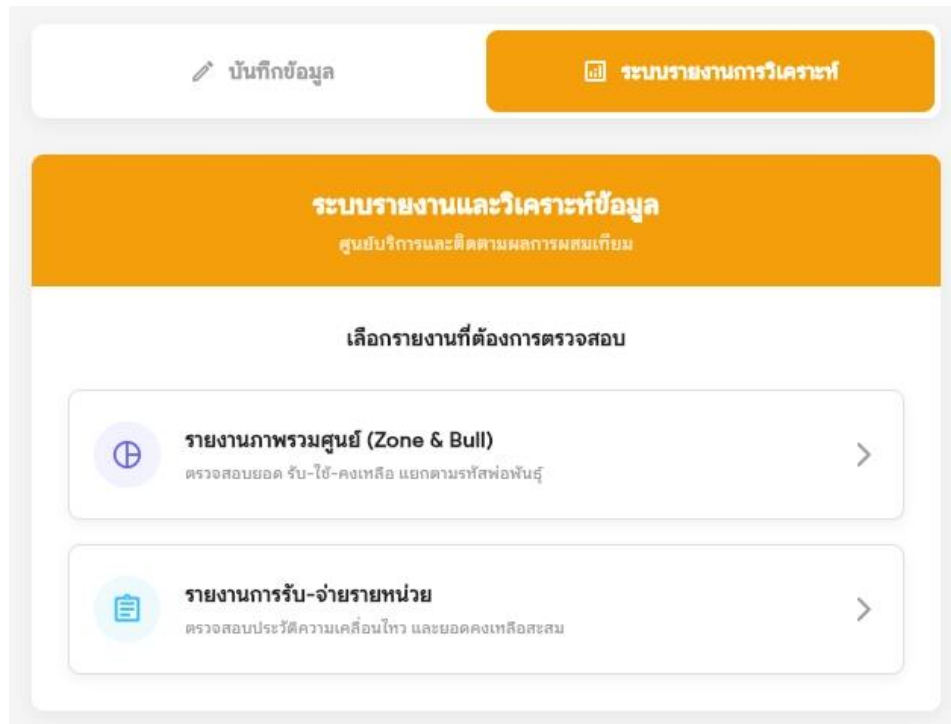 บันทึกข้อมูล
ระบบรายงานการวิเคราะห์
ระบบรายงานและวิเคราะห์ข้อมูล
ศูนย์บริการและติดตามผลการผสมเทียม
เลือกรายงานที่ต้องการตรวจสอบ
รายงานภาพรวมศูนย์ (Zone & Bull)
ตรวจสอบยอด รับ-ใช้-คงเหลือ แยกตามรหัสพ่อพันธุ์
รายงานการรับ-จ่ายรายหน่วย
ตรวจสอบประวัติความเคลื่อนไหว และยอดคงเหลือสะสม